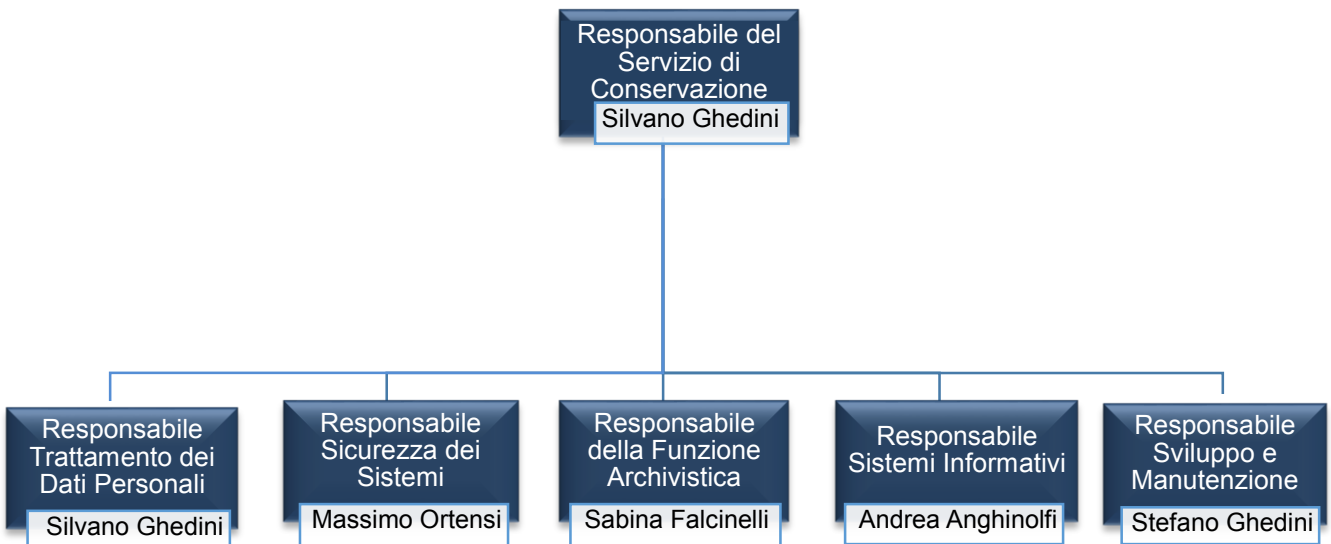 Responsabile del
Servizio di
Conservazione
Silvano Ghedini
Responsabile
Trattamento dei
Dati Personali
Silvano Ghedini
Responsabile
Sicurezza dei
Sistemi
Massimo Ortensi
Responsabile
della Funzione
Archivistica
Sabina Falcinelli
Responsabile
Sistemi Informativi
Andrea Anghinolfi
Responsabile
Sviluppo e
Manutenzione
Stefano Ghedini